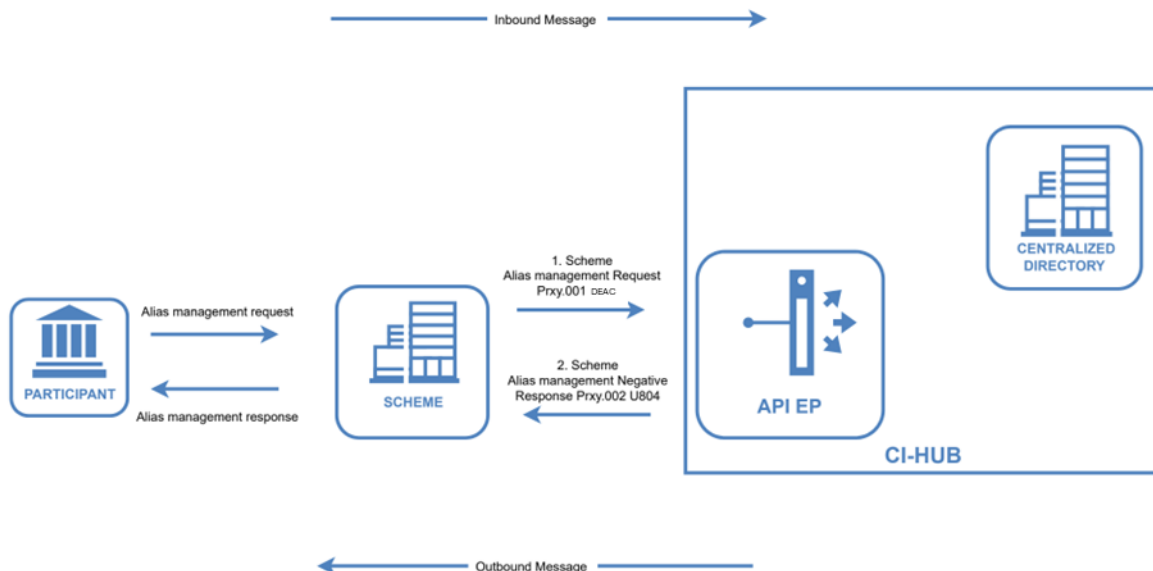 Inbound Message
CENTRALIZED
DIRECTORY
1. Scheme
Alias management Request
Prxy.001 DEAC
Alias management request
2. Scheme
Alias management Negative
Response Prxy.002 U804
PARTICIPANT
SCHEME
API EP
Alias management response
CI-HUB
Outbound Message